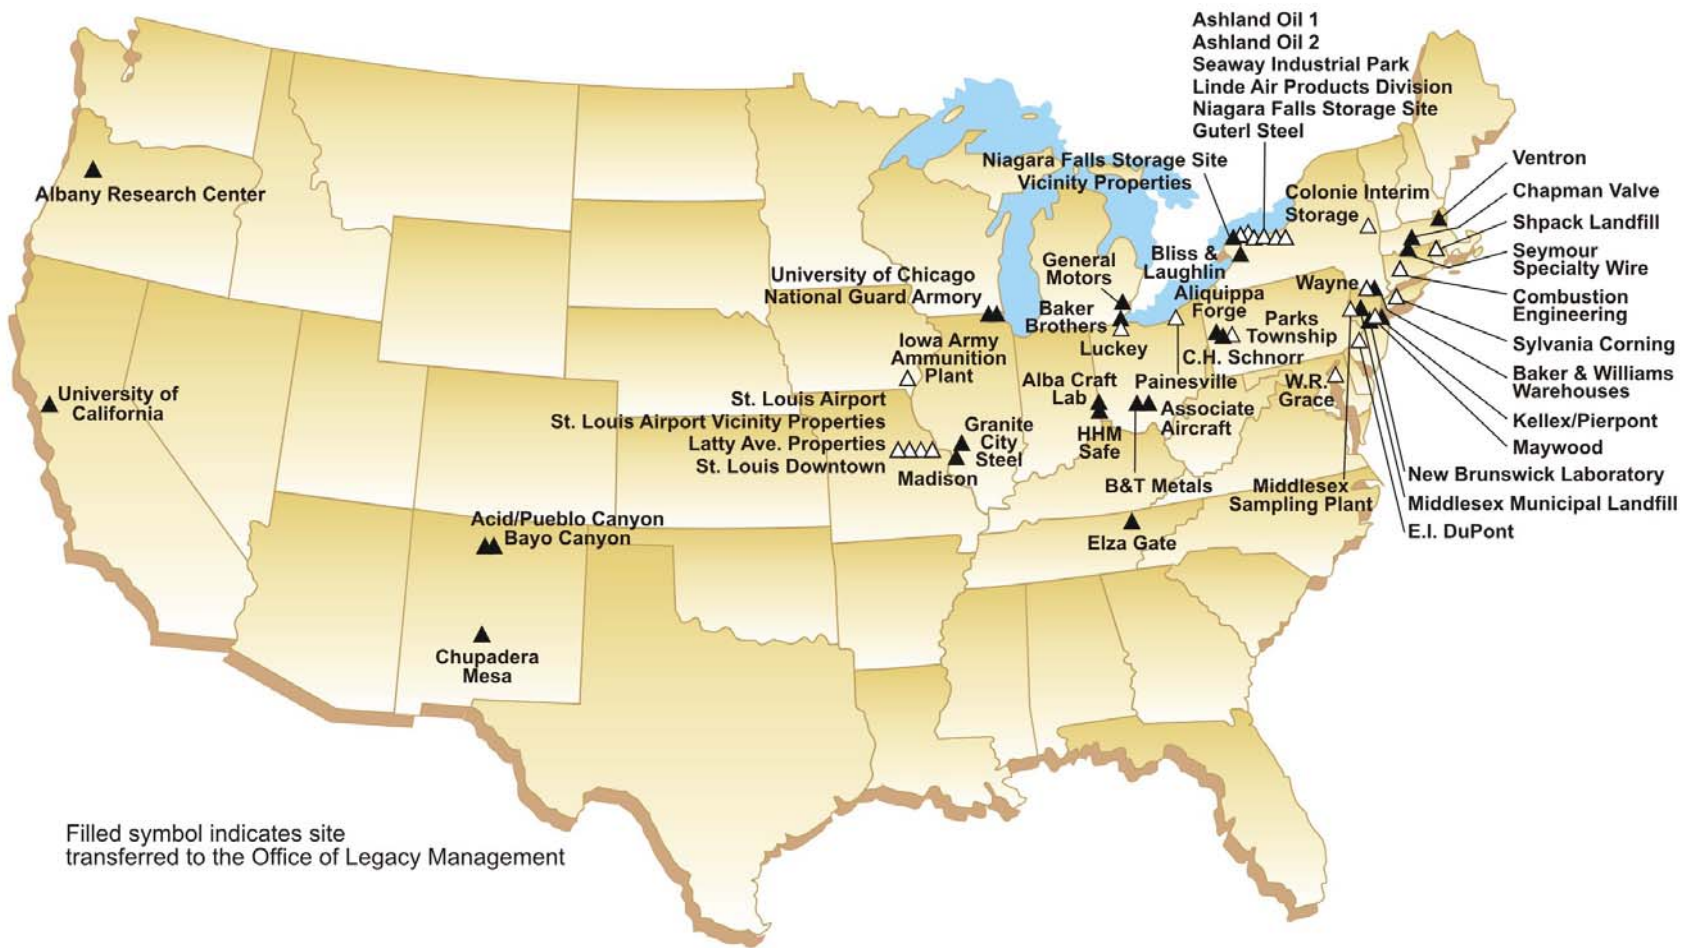 Ashland Oil 1
Ashland Oil 2
Seaway Industrial Park
Linde Air Products Division
Niagara Falls Storage Site
Guterl Steel
Niagara Falls Storage Site
Vicinity Properties
Colonie Interim
Storage
Ventron
Chapman Valve
Shpack Landfill
Seymour
Specialty Wire
Combustion
Engineering
Sylvania Corning
Baker & Williams
Warehouses
Kellex/Pierpont
Maywood
New Brunswick Laboratory
Middlesex Municipal Landfill
E.I. DuPont
Albany Research Center
University of
California
University of Chicago
National Guard Armory
General
Motors
Bliss &
Laughlin
Baker
Brothers
Luckey
Aliquippa
Forge
Parks
Township
C.H. Schnorr
Wayne
Painesville
W.R.
Grace
Iowa Army
Ammunition
Plant
Alba Craft
Lab
HHM
Safe
Associate
Aircraft
B&T Metals
St. Louis Airport
St. Louis Airport Vicinity Properties
Latty Ave. Properties
St. Louis Downtown
Granite
City
Steel
Madison
Middlesex
Sampling Plant
Elza Gate
Acid/Pueblo Canyon
Bayo Canyon
Chupadera
Mesa
Filled symbol indicates site
transferred to the Office of Legacy Management